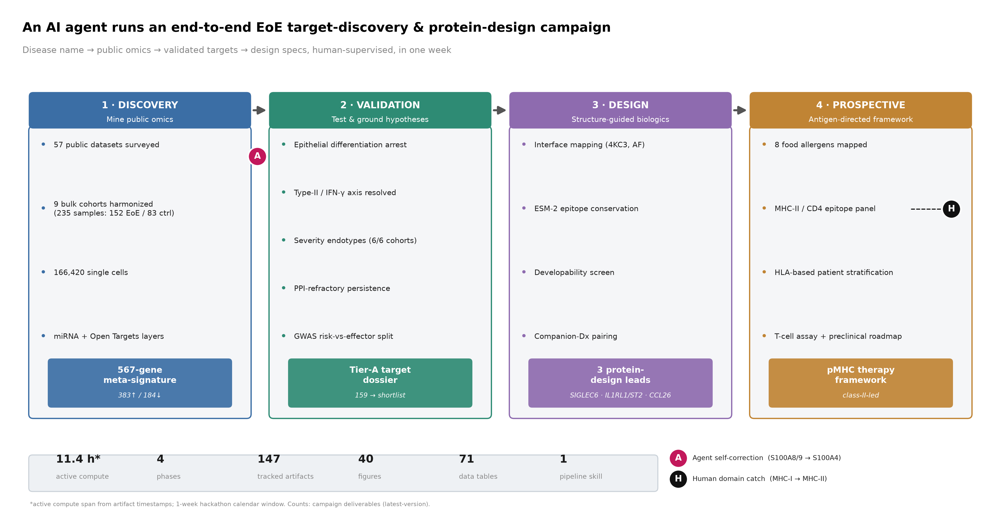 An AI agent runs an end-to-end EoE target-discovery & protein-design campaign
Disease name → public omics → validated targets → design specs, human-supervised, in one week
1 · DISCOVERY
Mine public omics
• 57 public datasets surveyed
• 9 bulk cohorts harmonized
(235 samples: 152 EoE / 83 ctrl)
• 166,420 single cells
• miRNA + Open Targets layers
567-gene
meta-signature
383↑ / 184↓
A
2 · VALIDATION
Test & ground hypotheses
• Epithelial differentiation arrest
• Type-II / IFN-γ axis resolved
• Severity endotypes (6/6 cohorts)
• PPI-refractory persistence
• GWAS risk-vs-effector split
Tier-A target
dossier
159 → shortlist
3 · DESIGN
Structure-guided biologics
• Interface mapping (4KC3, AF)
• ESM-2 epitope conservation
• Developability screen
• Companion-Dx pairing
3 protein-
design leads
SIGLEC6 · IL1RL1/ST2 · CCL26
4 · PROSPECTIVE
Antigen-directed framework
• 8 food allergens mapped
• MHC-II / CD4 epitope panel
H
• HLA-based patient stratification
• T-cell assay + preclinical roadmap
pMHC therapy
framework
class-II-led
11.4 h*
active compute
4
phases
147
tracked artifacts
40
figures
71
data tables
1
pipeline skill
A Agent self-correction (S100A8/9 → S100A4)
H Human domain catch (MHC-I → MHC-II)
*active compute span from artifact timestamps; 1-week hackathon calendar window. Counts: campaign deliverables (latest-version).